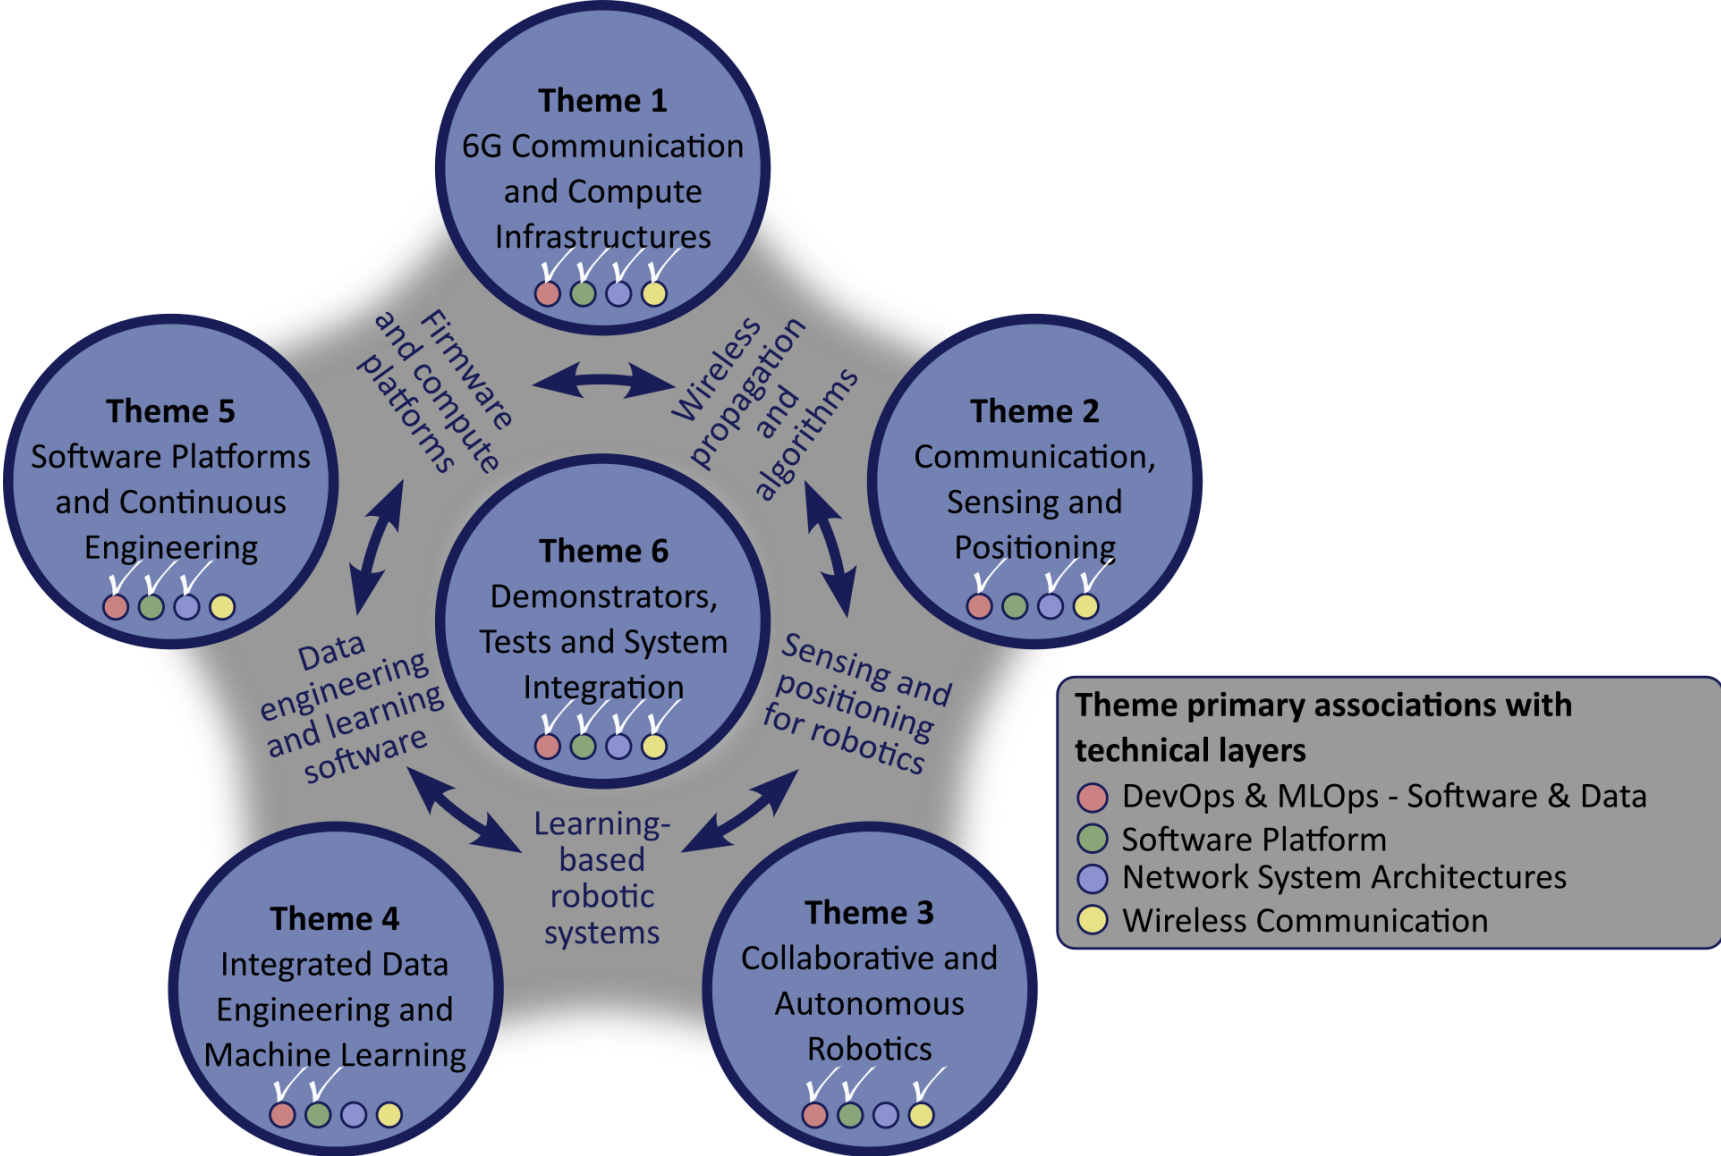 Theme 1
6G Communication
and Compute
Infrastructures
Firmware
and compute
platforms
Wireless
propagation
and
algorithms
Theme 5
Software Platforms
and Continuous
Engineering
Theme 2
Communication,
Sensing and
Positioning
Theme 6
Demonstrators,
Tests and System
Integration
Data
engineering
and learning
software
Sensing and
positioning
for robotics
Learning-
based
robotic
systems
Theme 4
Integrated Data
Engineering and
Machine Learning
Theme 3
Collaborative and
Autonomous
Robotics
Theme primary associations with
technical layers
DevOps & MLOps - Software & Data
Software Platform
Network System Architectures
Wireless Communication